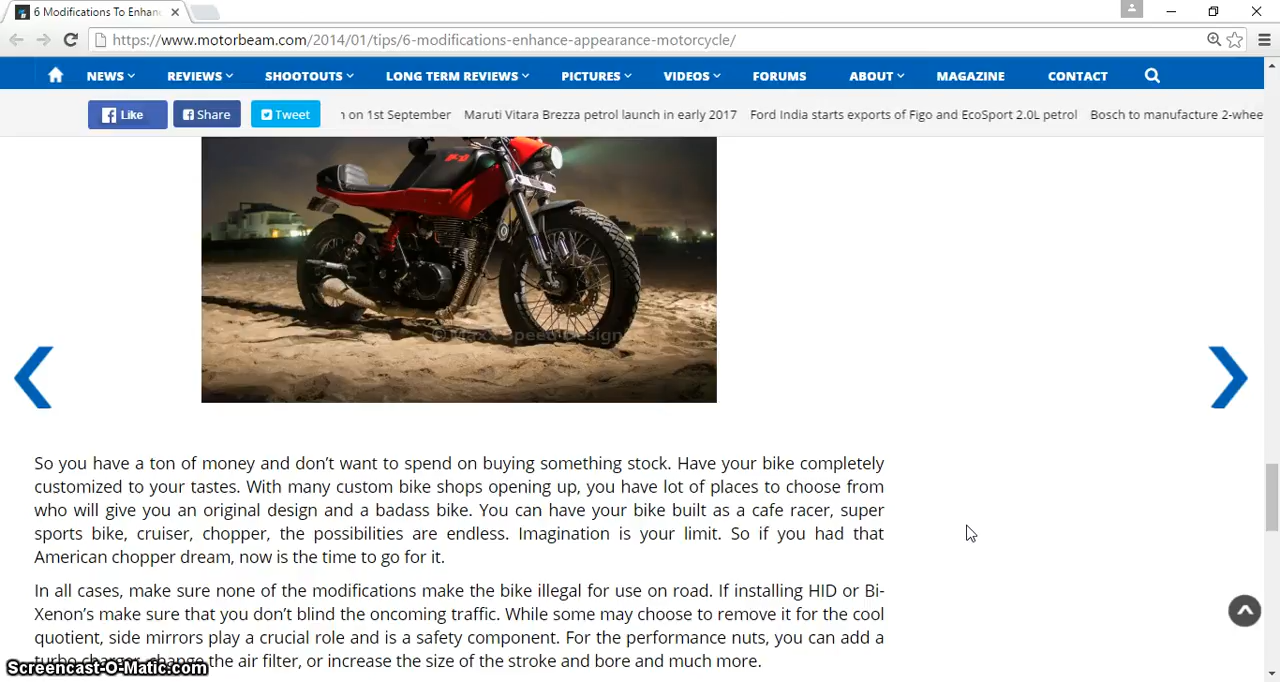 6 Modifications To Enhan
https://www.motorbeam.com/2014/01/tips/6-modifications-enhance-appearance-motorcycle/
NEWS REVIEWS SHOOTOUTS LONG TERM REVIEWS PICTURES VIDEOS FORUMS ABOUT MAGAZINE CONTACT
Like Share Tweet on 1st September Maruti Vitara Brezza petrol launch in early 2017 Ford India starts exports of Figo and EcoSport 2.0L petrol Bosch to manufacture 2-whee
© Maxx Speed Design
So you have a ton of money and don't want to spend on buying something stock. Have your bike completely
customized to your tastes. With many custom bike shops opening up, you have lot of places to choose from
who will give you an original design and a badass bike. You can have your bike built as a cafe racer, super
sports bike, cruiser, chopper, the possibilities are endless. Imagination is your limit. So if you had that
American chopper dream, now is the time to go for it.
In all cases, make sure none of the modifications make the bike illegal for use on road. If installing HID or Bi-
Xenon's make sure that you don't blind the oncoming traffic. While some may choose to remove it for the cool
quotient, side mirrors play a crucial role and is a safety component. For the performance nuts, you can add a
turbo charger, change the air filter, or increase the size of the stroke and bore and much more.
Screencast-O-Matic.com